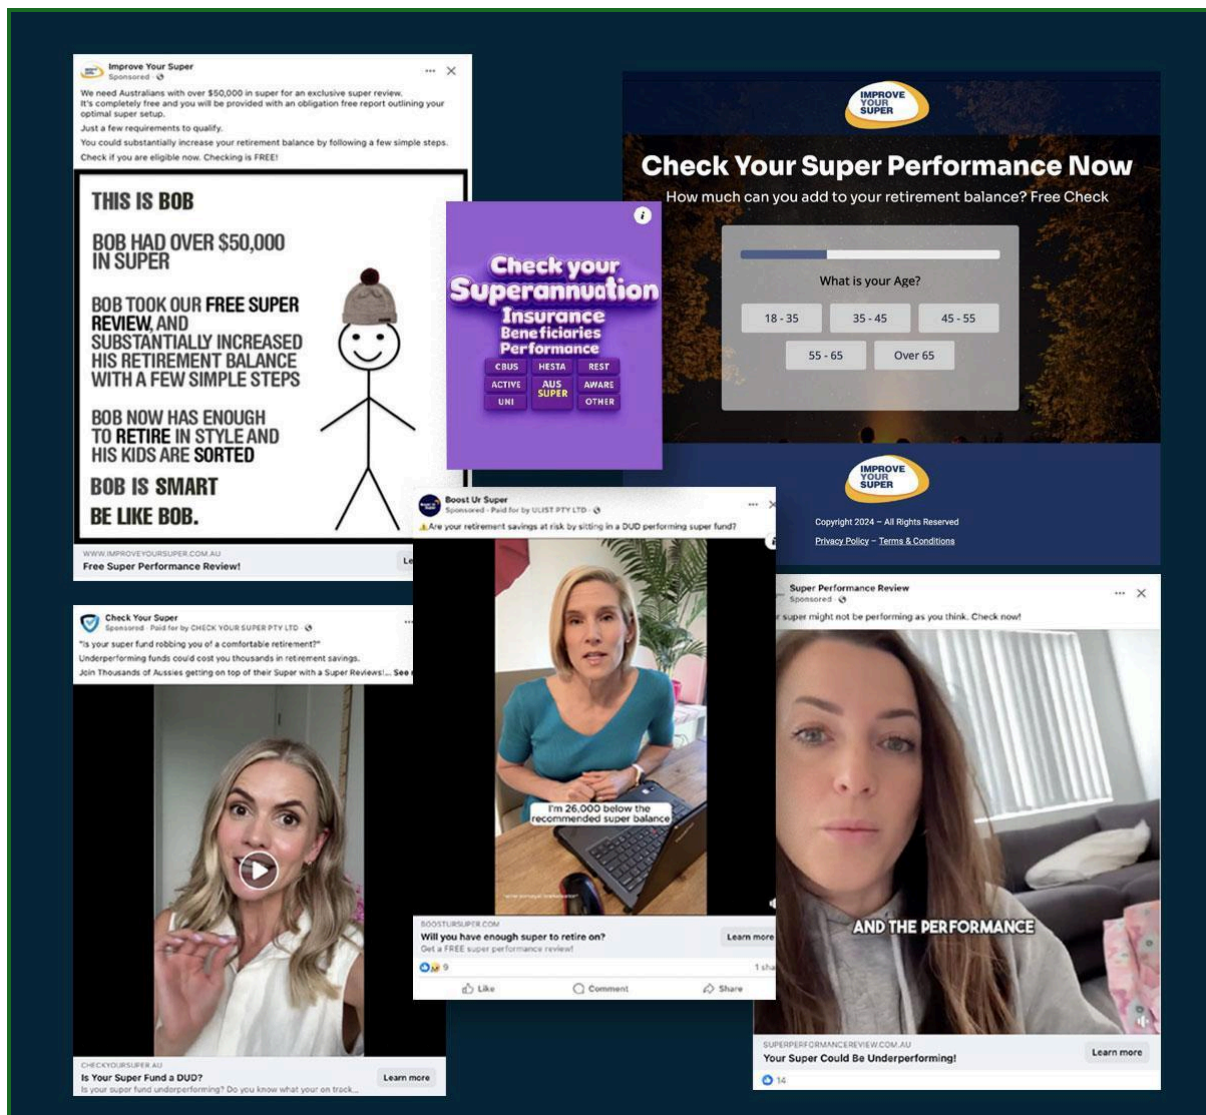 Improve Your Super
Sponsored ·
We need Australians with over $50,000 in super for an exclusive super review.
It's completely free and you will be provided with an obligation free report outlining your
optimal super setup.
Just a few requirements to qualify.
You could substantially increase your retirement balance by following a few simple steps.
Check if you are eligible now. Checking is FREE!
THIS IS BOB
BOB HAD OVER $50,000
IN SUPER
BOB TOOK OUR FREE SUPER
REVIEW, AND
SUBSTANTIALLY INCREASED
HIS RETIREMENT BALANCE
WITH A FEW SIMPLE STEPS
BOB NOW HAS ENOUGH
TO RETIRE IN STYLE AND
HIS KIDS ARE SORTED
BOB IS SMART
BE LIKE BOB.
WWW.IMPROVEYOURSUPER.COM.AU
Free Super Performance Review!
Le
Check your
Superannuation
Insurance
Beneficiaries
Performance
CBUS HESTA REST
ACTIVE AUS SUPER AWARE
UNI OTHER
IMPROVE
YOUR
SUPER
Check Your Super Performance Now
How much can you add to your retirement balance? Free Check
What is your Age?
18 - 35 35 - 45 45 - 55
55 - 65 Over 65
IMPROVE
YOUR
SUPER
Copyright 2024 – All Rights Reserved
Privacy Policy – Terms & Conditions
Check Your Super
Sponsored · Paid for by CHECK YOUR SUPER PTY LTD ·
"Is your super fund robbing you of a comfortable retirement?"
Underperforming funds could cost you thousands in retirement savings.
Join Thousands of Aussies getting on top of their Super with a Super Reviews!... See
CHECKYOURSUPER.AU
Is Your Super Fund a DUD?
Is your super fund underperforming? Do you know what your on track...
Learn more
Boost Ur Super
Sponsored · Paid for by ULIST PTY LTD ·
⚠Are your retirement savings at risk by sitting in a DUD performing super fund?
I'm 26,000 below the
recommended super balance
BOOSTURSUPER.COM
Will you have enough super to retire on?
Get a FREE super performance review!
Learn more
9
1 sha
Like Comment Share
Super Performance Review
Sponsored ·
r super might not be performing as you think. Check now!
AND THE PERFORMANCE
SUPERPERFORMANCEREVIEW.COM.AU
Your Super Could Be Underperforming!
Learn more
14